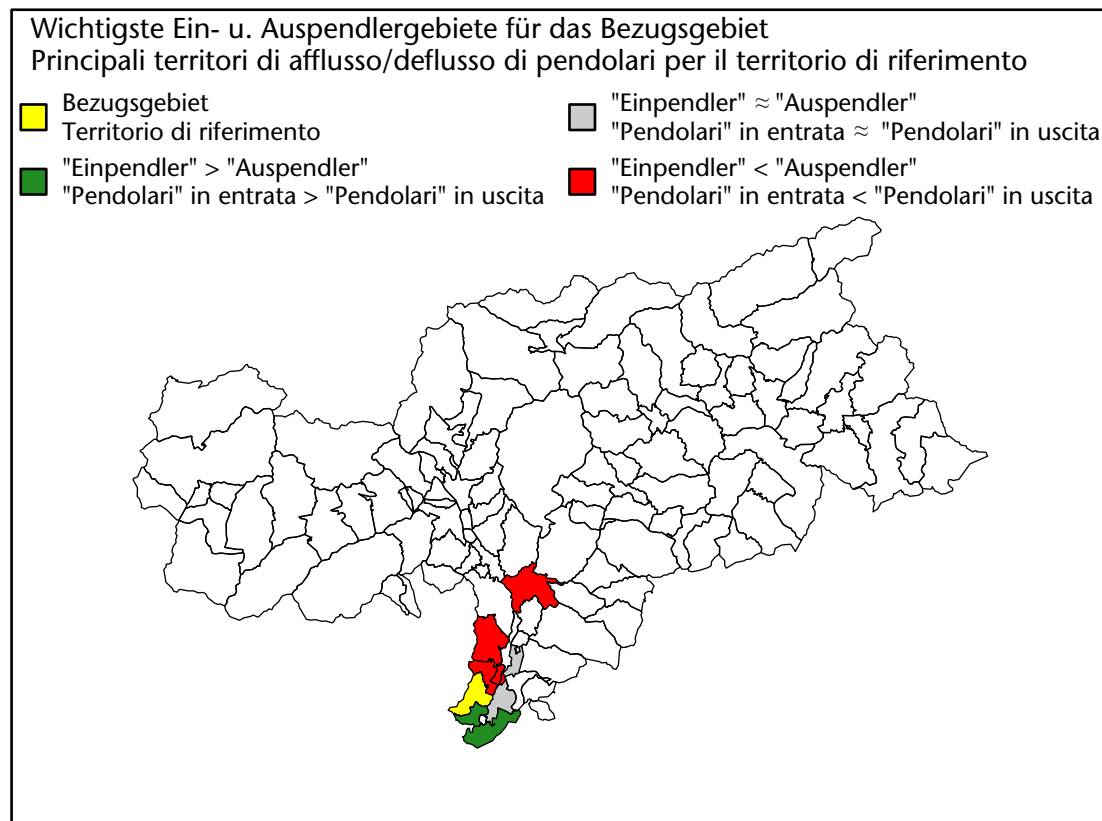 Wichtigste Ein- u. Auspendlergebiete für das Bezugsgebiet
Principali territori di afflusso/deflusso di pendolari per il territorio di riferimento
Bezugsgebiet
Territorio di riferimento
"Einpendler" > "Auspendler"
"Pendolari" in entrata > "Pendolari" in uscita
"Einpendler" ≈ "Auspendler"
"Pendolari" in entrata ≈ "Pendolari" in uscita
"Einpendler" < "Auspendler"
"Pendolari" in entrata < "Pendolari" in uscita